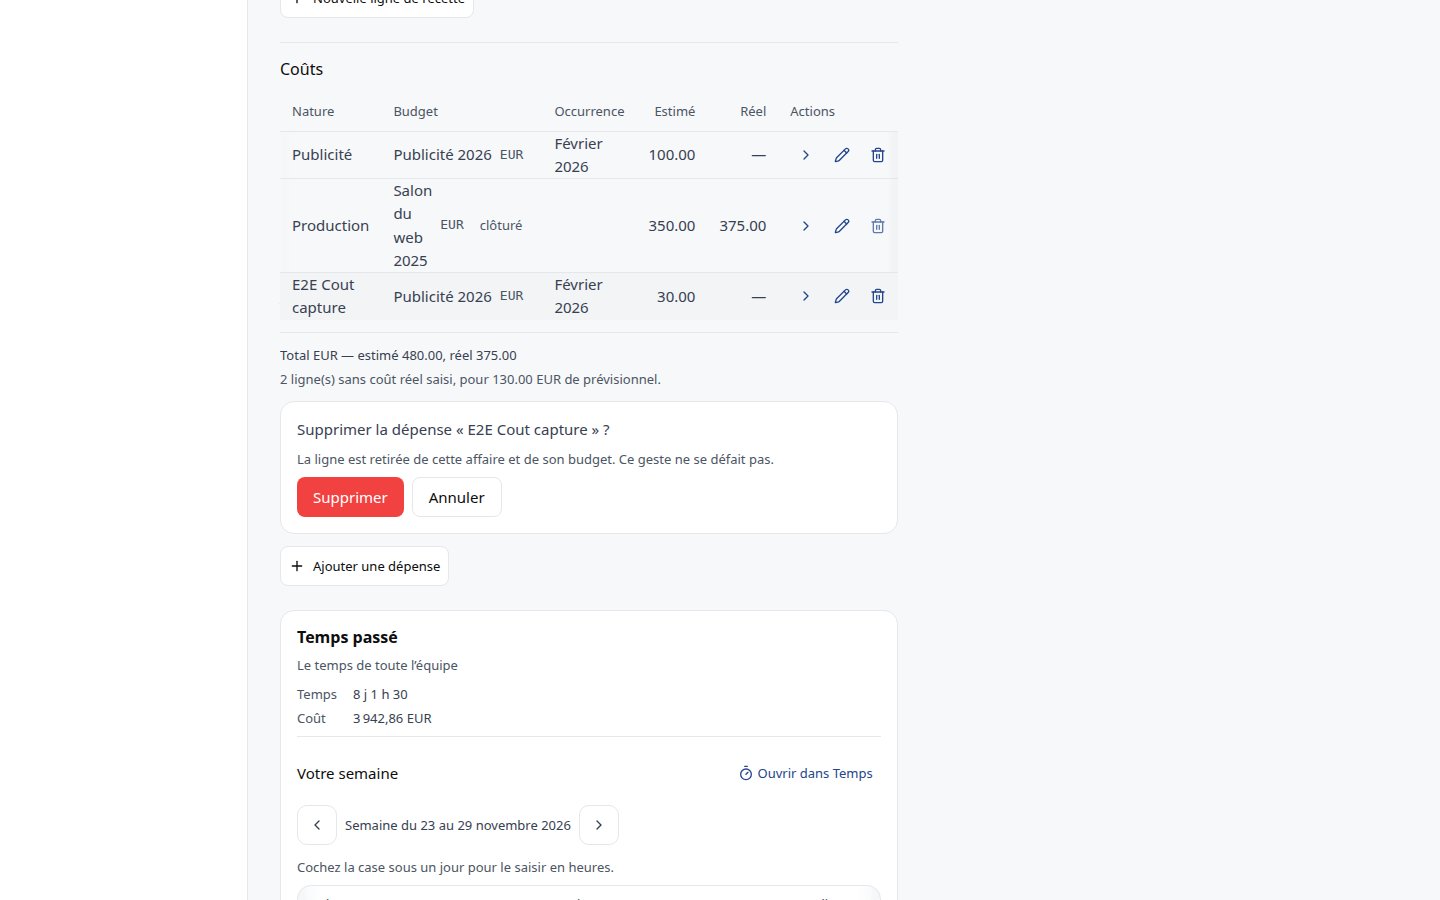 Nouvelle ligne de recette
Coûts
Nature Budget Occurrence Estimé Réel Actions
Publicité Publicité 2026 EUR Février 2026 100.00 —
Production Salon du web 2025 EUR clôturé 350.00 375.00
E2E Cout capture Publicité 2026 EUR Février 2026 30.00 —
Total EUR — estimé 480.00, réel 375.00
2 ligne(s) sans coût réel saisi, pour 130.00 EUR de prévisionnel.
Supprimer la dépense « E2E Cout capture » ?
La ligne est retirée de cette affaire et de son budget. Ce geste ne se défait pas.
Supprimer Annuler
Ajouter une dépense
Temps passé
Le temps de toute l’équipe
Temps 8 j 1 h 30
Coût 3 942,86 EUR
Votre semaine Ouvrir dans Temps
Semaine du 23 au 29 novembre 2026
Cochez la case sous un jour pour le saisir en heures.